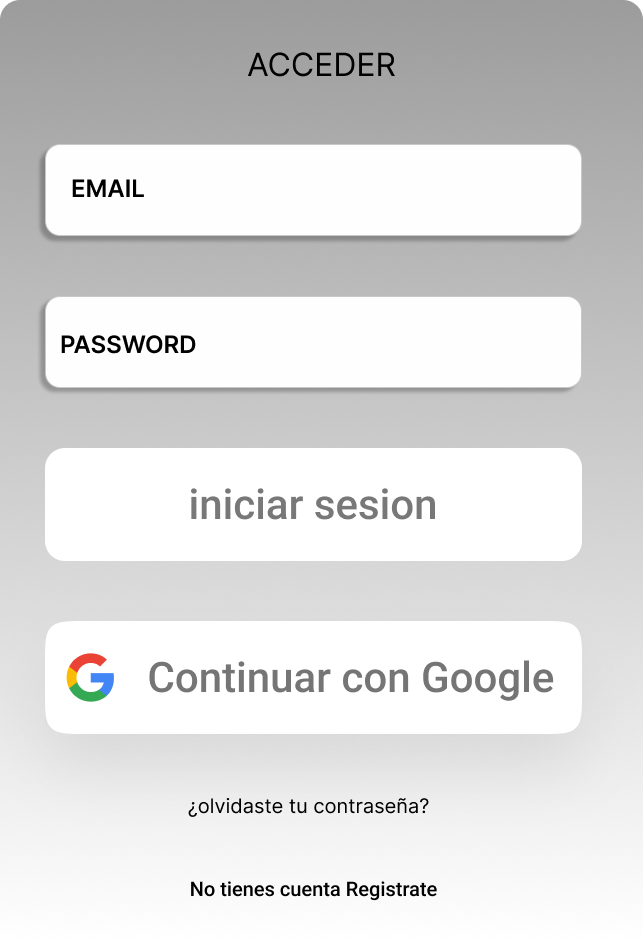 ACCEDER
EMAIL
PASSWORD
iniciar sesion
Continuar con Google
¿olvidaste tu contraseña?
No tienes cuenta Registrate